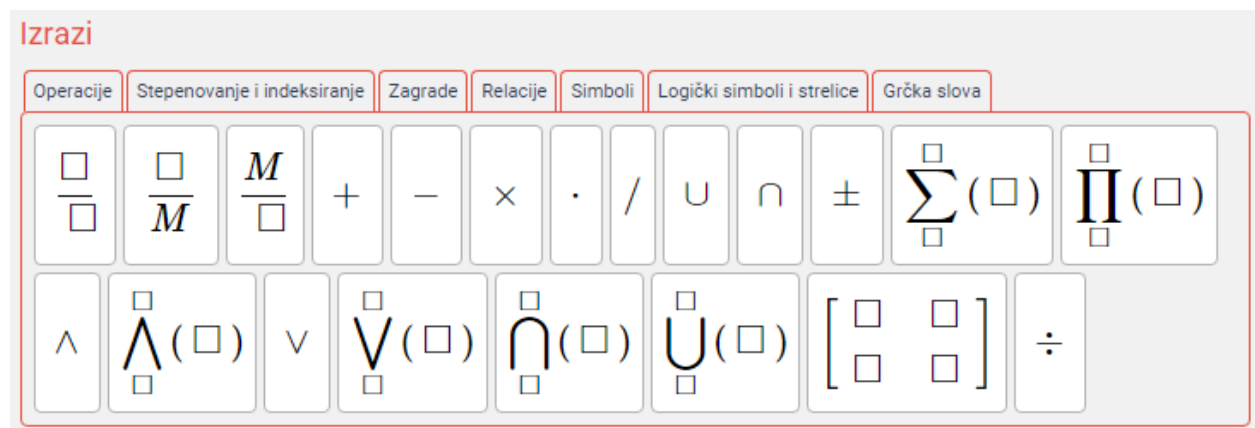 Izrazi
Operacije Stepenovanje i indeksiranje Zagrade Relacije Simboli Logički simboli i strelice Grčka slova
□/□ □/M M/□ + − × · / ∪ ∩ ± ∑(□) ∏(□)
∧ ⋀(□) ∨ ⋁(□) ⋂(□) ⋃(□) [□ □ □ □] ÷